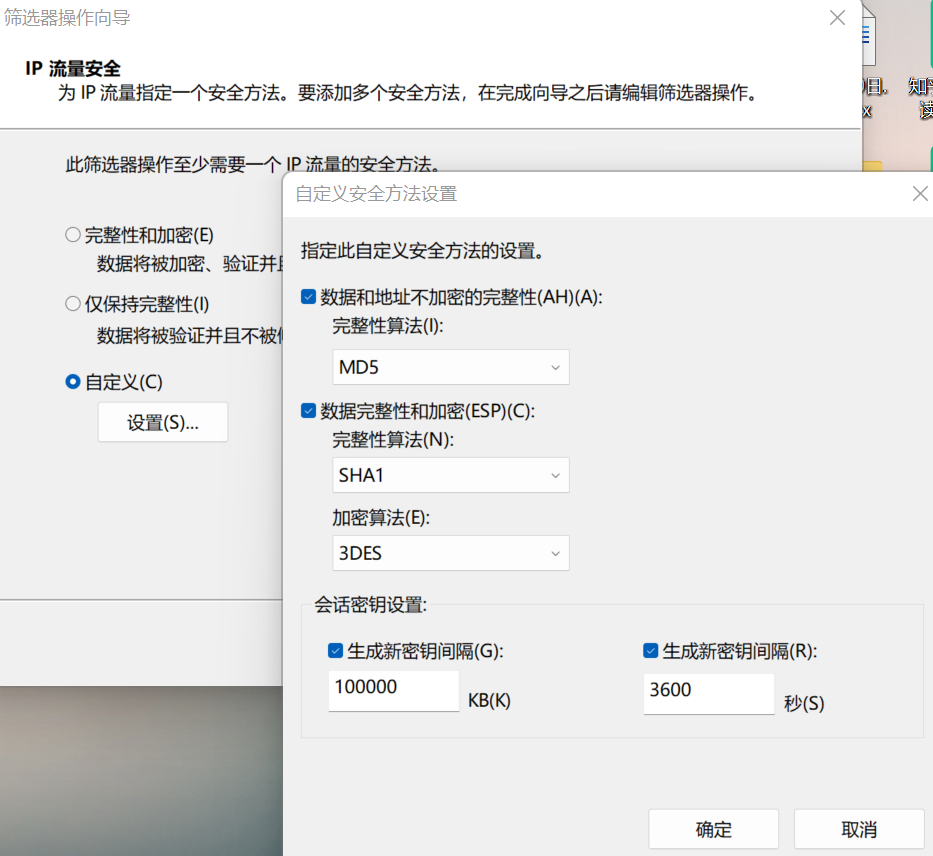 筛选器操作向导
IP 流量安全
为 IP 流量指定一个安全方法。要添加多个安全方法，在完成向导之后请编辑筛选器操作。
日.
知乎
x
读
此筛选器操作至少需要一个 IP 流量的安全方法。
自定义安全方法设置
完整性和加密(E)
数据将被加密、验证并且
仅保持完整性(I)
数据将被验证并且不被
自定义(C)
设置(S)...
指定此自定义安全方法的设置。
数据和地址不加密的完整性(AH)(A):
完整性算法(I):
MD5
数据完整性和加密(ESP)(C):
完整性算法(N):
SHA1
加密算法(E):
3DES
会话密钥设置:
生成新密钥间隔(G):
生成新密钥间隔(R):
100000
KB(K)
3600
秒(S)
确定
取消